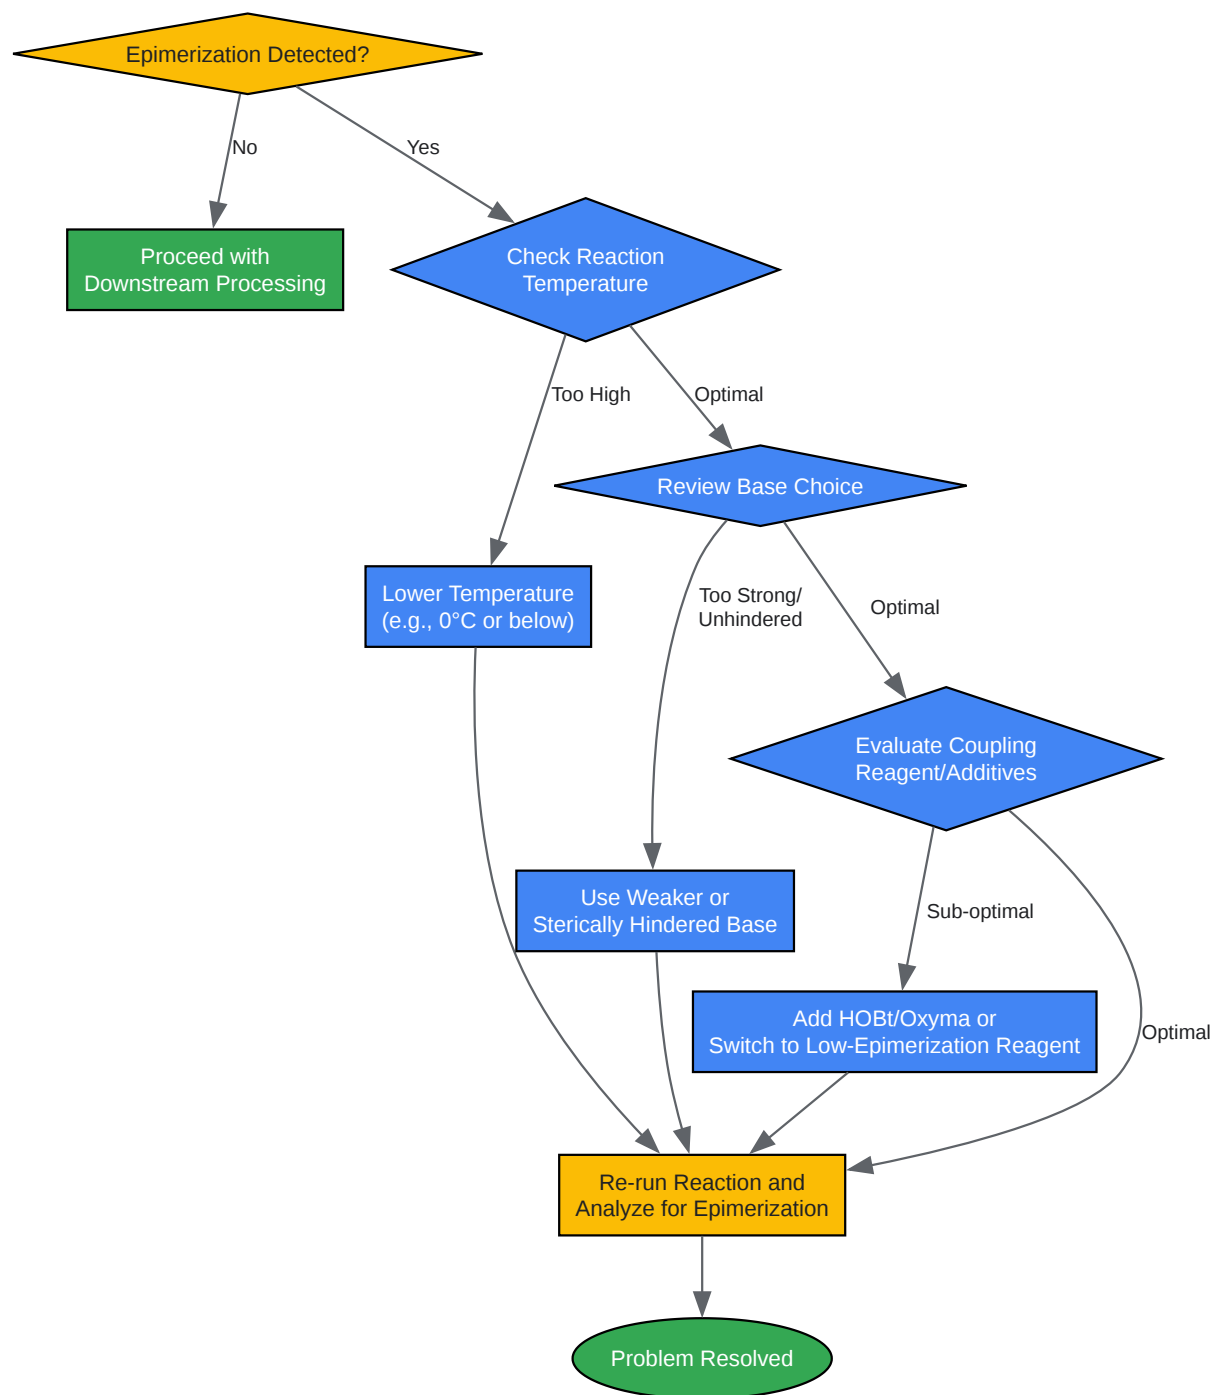 Epimerization Detected?
No
Yes
Proceed with
Downstream Processing
Check Reaction
Temperature
Too High
Optimal
Review Base Choice
Lower Temperature
(e.g., 0°C or below)
Too Strong/
Unhindered
Optimal
Evaluate Coupling
Reagent/Additives
Use Weaker or
Sterically Hindered Base
Sub-optimal
Add HOBt/Oxyma or
Switch to Low-Epimerization Reagent
Optimal
Re-run Reaction and
Analyze for Epimerization
Problem Resolved